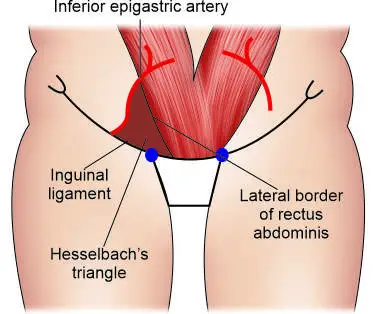 Inferior epigastric artery
Inguinal
ligament
Lateral border
of rectus
abdominis
Hesselbach's
triangle